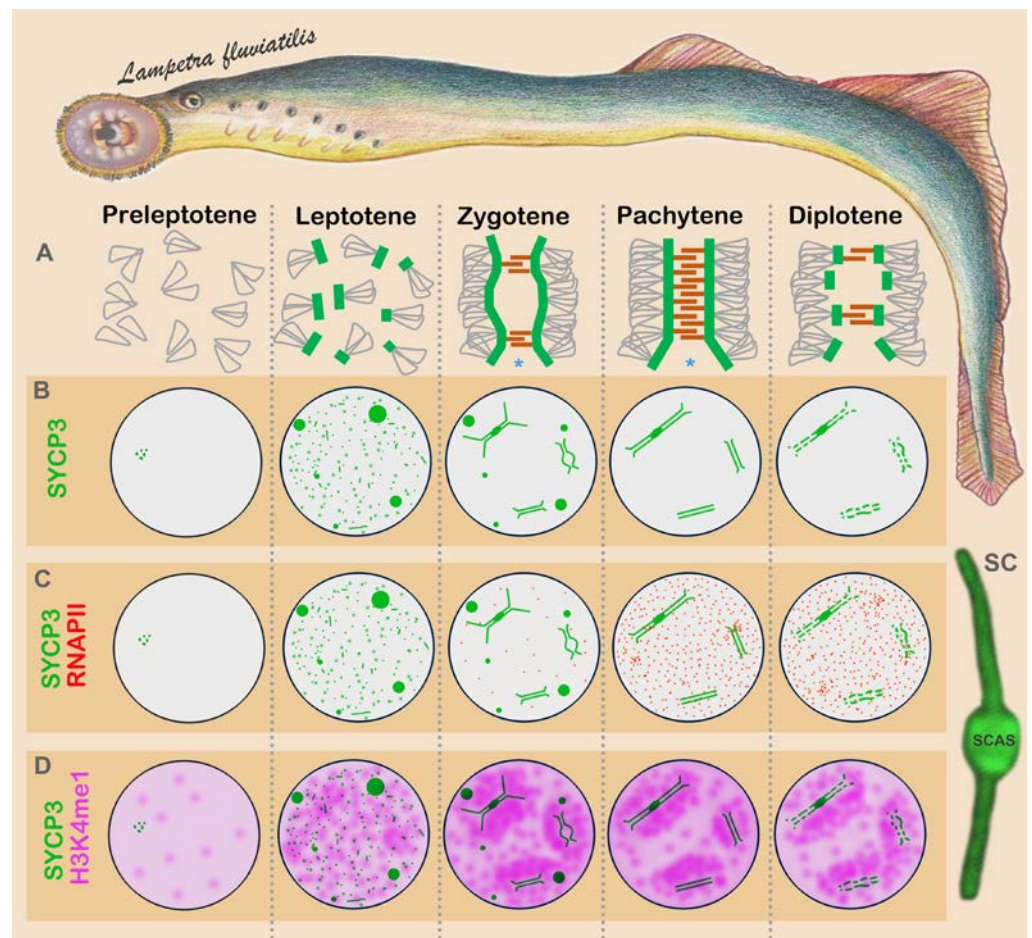 Lampetra fluviatilis
Preleptotene Leptotene Zygotene Pachytene Diplotene
A
*
*
B
SYCP3
C
SYCP3
RNAPII
SC
SCAS
D
SYCP3
H3K4me1